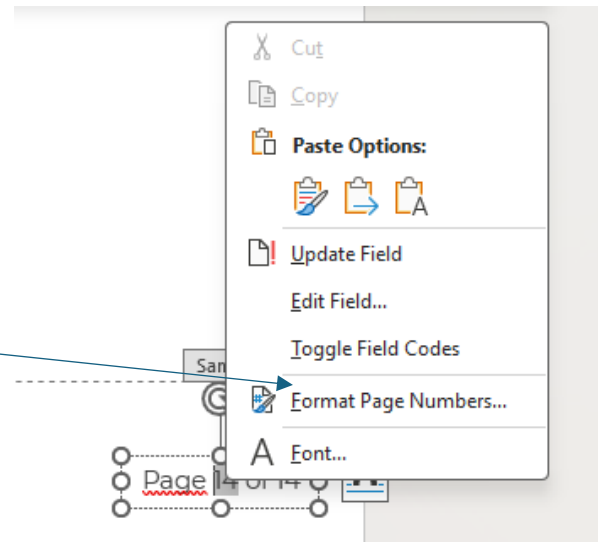 Cut
Copy
Paste Options:
Update Field
Edit Field...
Toggle Field Codes
Sam
Format Page Numbers...
Font...
Page 14 of 14